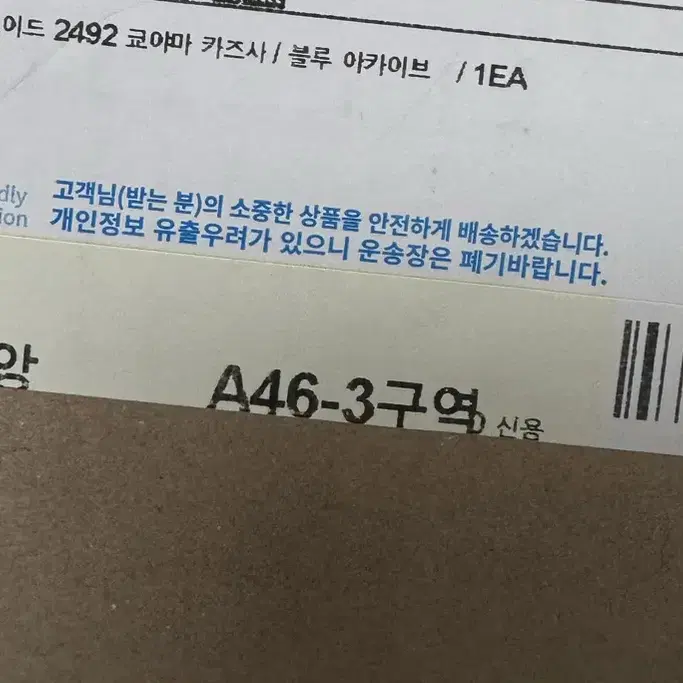 이드 2492 쿄야마 카즈사 / 블루 아카이브 / 1EA
dly 고객님(받는 분)의 소중한 상품을 안전하게 배송하겠습니다.
ion 개인정보 유출우려가 있으니 운송장은 폐기바랍니다.
앙 A46-3구역 신용